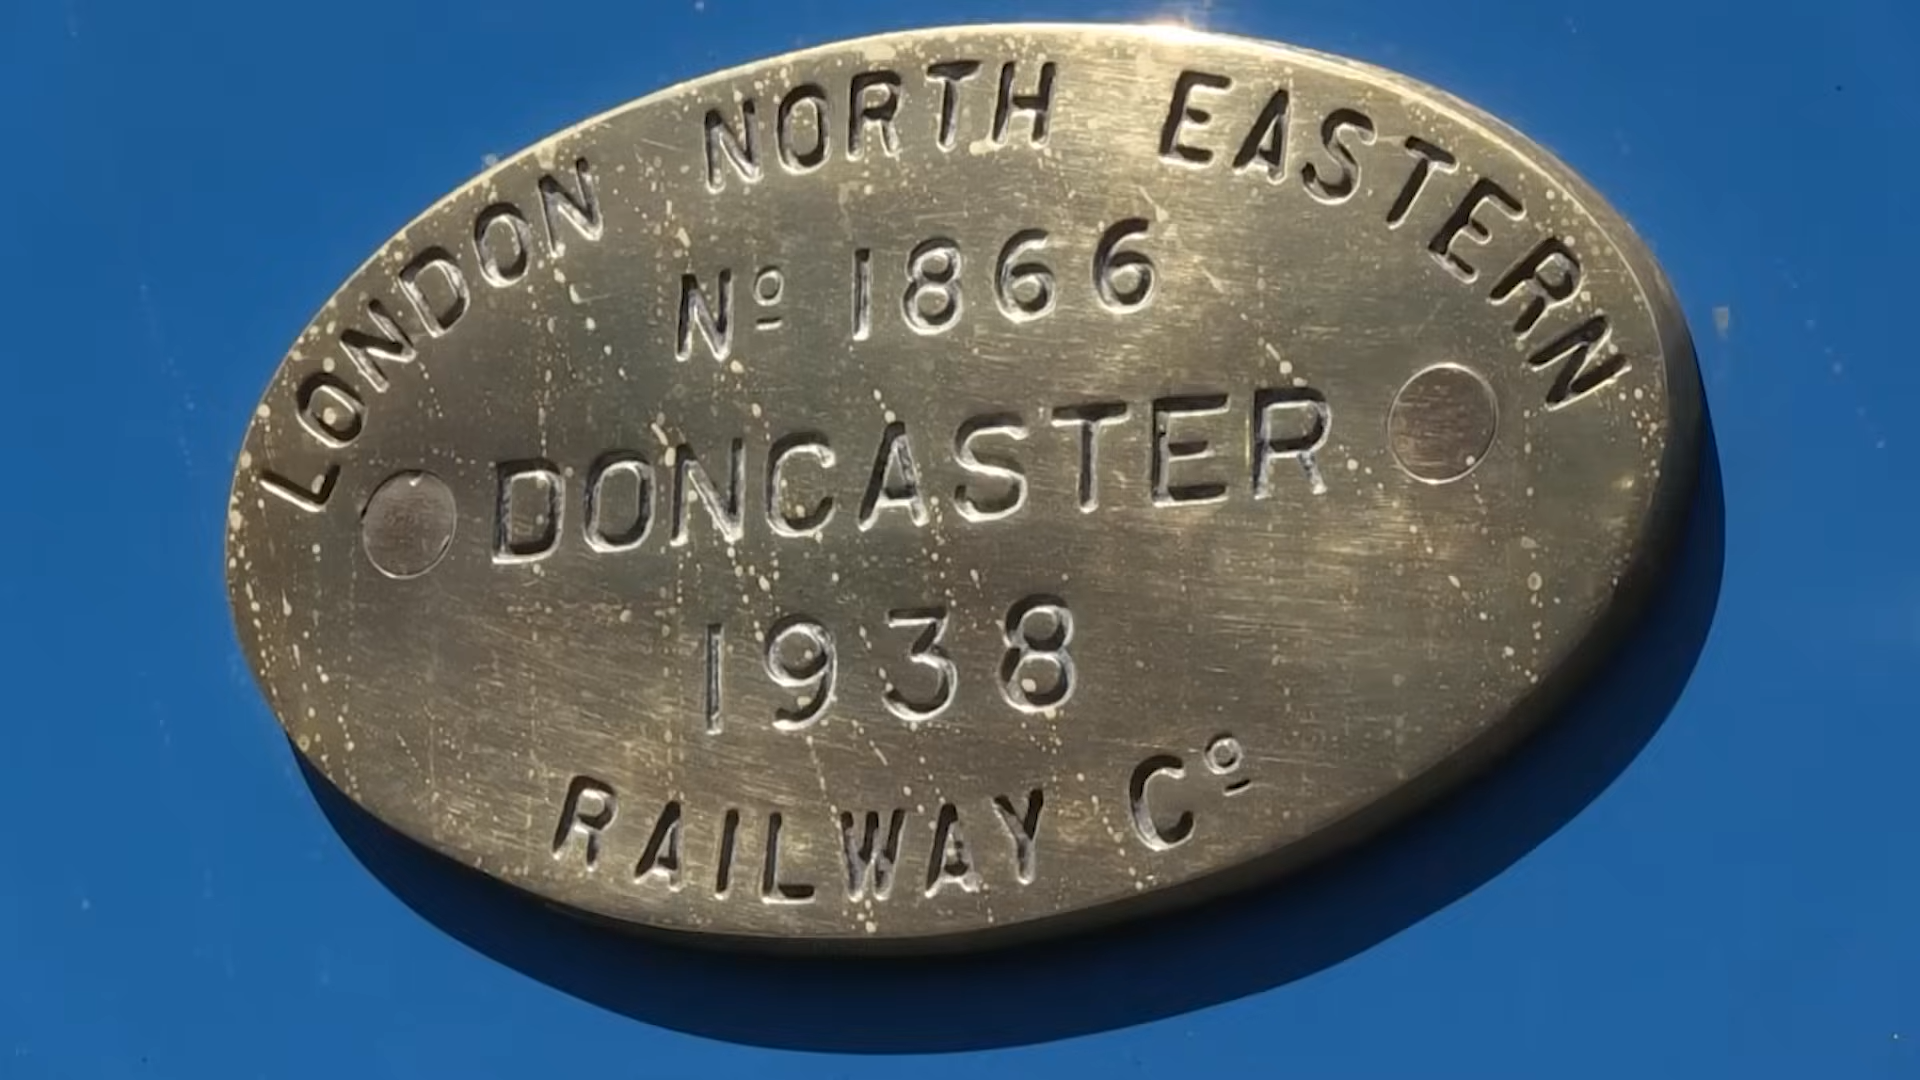 LONDON NORTH EASTERN
Nº 1866
DONCASTER
1938
RAILWAY Cº